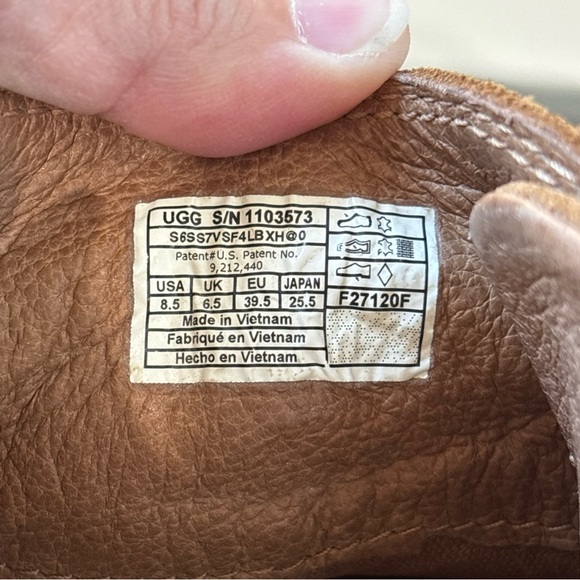 UGG S/N 1103573
S6SS7VSF4LBXH@0
Patent#U.S. Patent No.
9,212,440
USA UK EU JAPAN
8.5 6.5 39.5 25.5
F27120F
Made in Vietnam
Fabriqué en Vietnam
Hecho en Vietnam